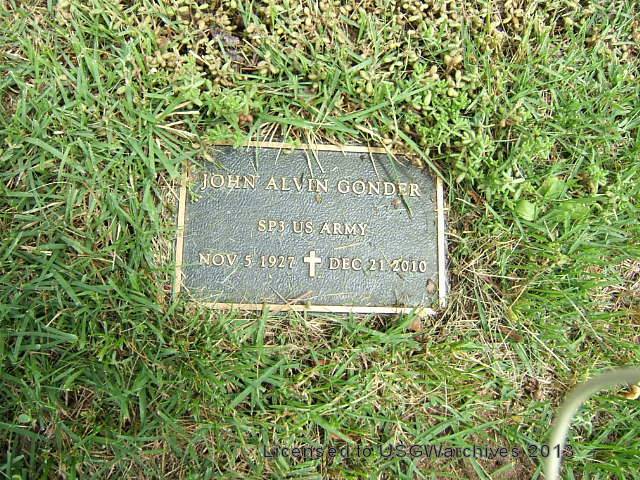 JOHN ALVIN GONDER
SP3 US ARMY
NOV 5 1927 DEC 21 2010
Licensed to USGWarchives 2013